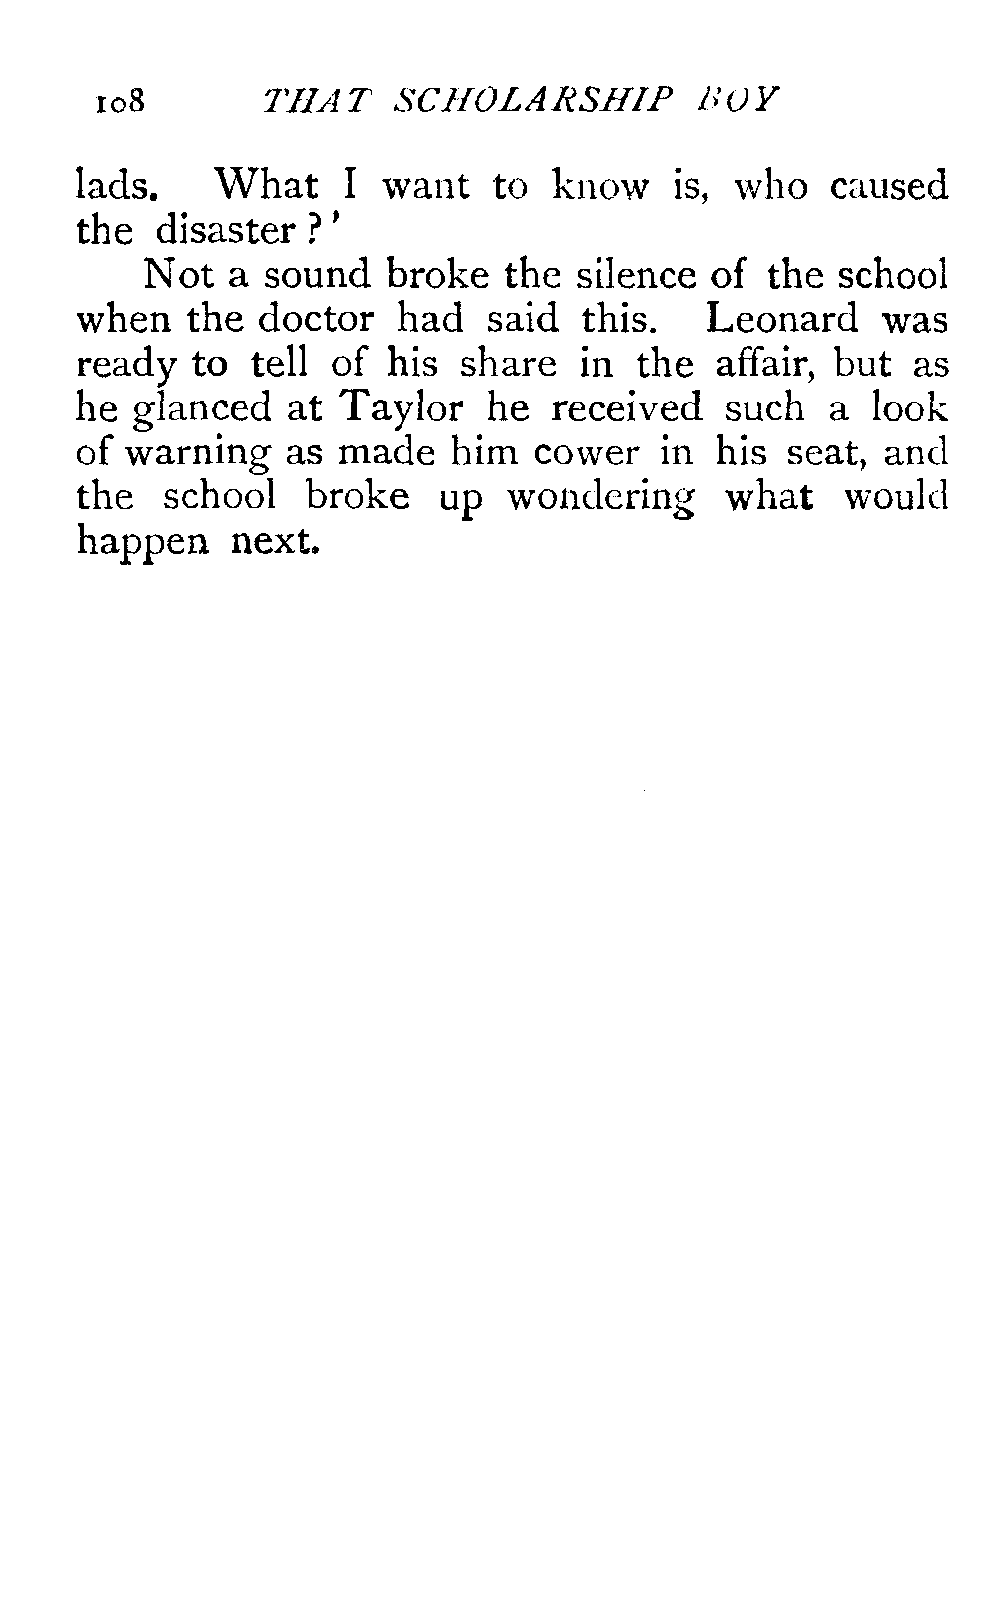 108 THAT SCHOLARSHIP BOY
lads. What I want to know is, who caused
the disaster?'
Not a sound broke the silence of the school
when the doctor had said this. Leonard was
ready to tell of his share in the affair, but as
he glanced at Taylor he received such a look
of warning as made him cower in his seat, and
the school broke up wondering what would
happen next.